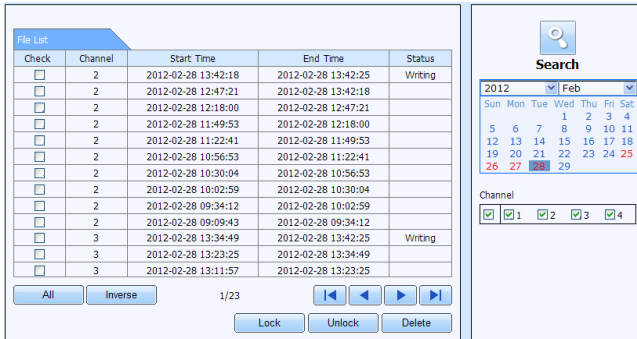 File List
Check Channel Start Time End Time Status
2 2012-02-28 13:42:18 2012-02-28 13:42:25 Writing
2 2012-02-28 12:47:21 2012-02-28 13:42:18
2 2012-02-28 12:18:00 2012-02-28 12:47:21
2 2012-02-28 11:49:53 2012-02-28 12:18:00
2 2012-02-28 11:22:41 2012-02-28 11:49:53
2 2012-02-28 10:56:53 2012-02-28 11:22:41
2 2012-02-28 10:30:04 2012-02-28 10:56:53
2 2012-02-28 10:02:59 2012-02-28 10:30:04
2 2012-02-28 09:34:12 2012-02-28 10:02:59
2 2012-02-28 09:09:43 2012-02-28 09:34:12
3 2012-02-28 13:34:49 2012-02-28 13:42:25 Writing
3 2012-02-28 13:23:25 2012-02-28 13:34:49
3 2012-02-28 13:11:57 2012-02-28 13:23:25
All Inverse 1/23
Lock Unlock Delete
Search
2012 Feb
Sun Mon Tue Wed Thu Fri Sat
1 2 3 4
5 6 7 8 9 10 11
12 13 14 15 16 17 18
19 20 21 22 23 24 25
26 27 28 29
Channel
1 2 3 4